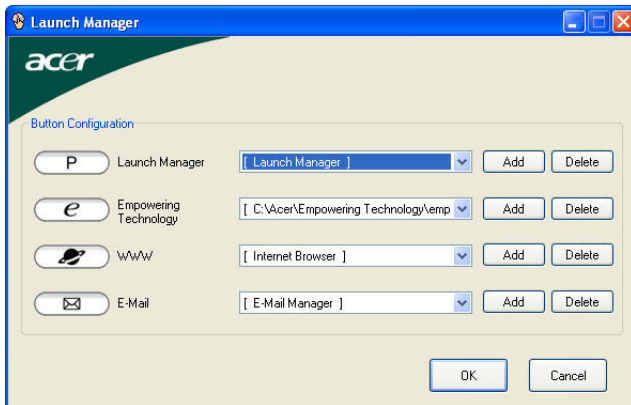 Launch Manager
acer
Button Configuration
P Launch Manager [ Launch Manager ] Add Delete
e Empowering Technology [ C:\Acer\Empowering Technology\emp Add Delete
WWW [ Internet Browser ] Add Delete
E-Mail [ E-Mail Manager ] Add Delete
OK Cancel